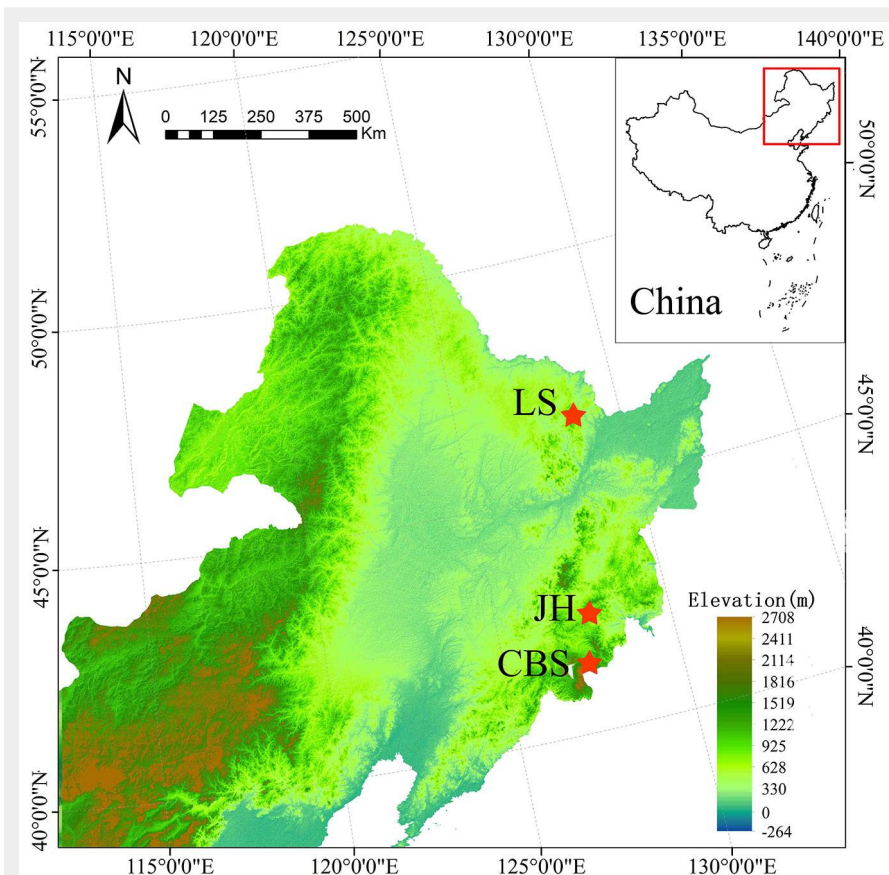 115°0'0"E 120°0'0"E 125°0'0"E 130°0'0"E 135°0'0"E 140°0'0"E
N
0 125 250 375 500
Km
55°0'0"N
50°0'0"N
China
50°0'0"N
LS
45°0'0"N
45°0'0"N
JH
CBS
Elevation(m)
2708
2411
2114
1816
1519
1222
925
628
330
0
-264
40°0'0"N
40°0'0"N
115°0'0"E 120°0'0"E 125°0'0"E 130°0'0"E